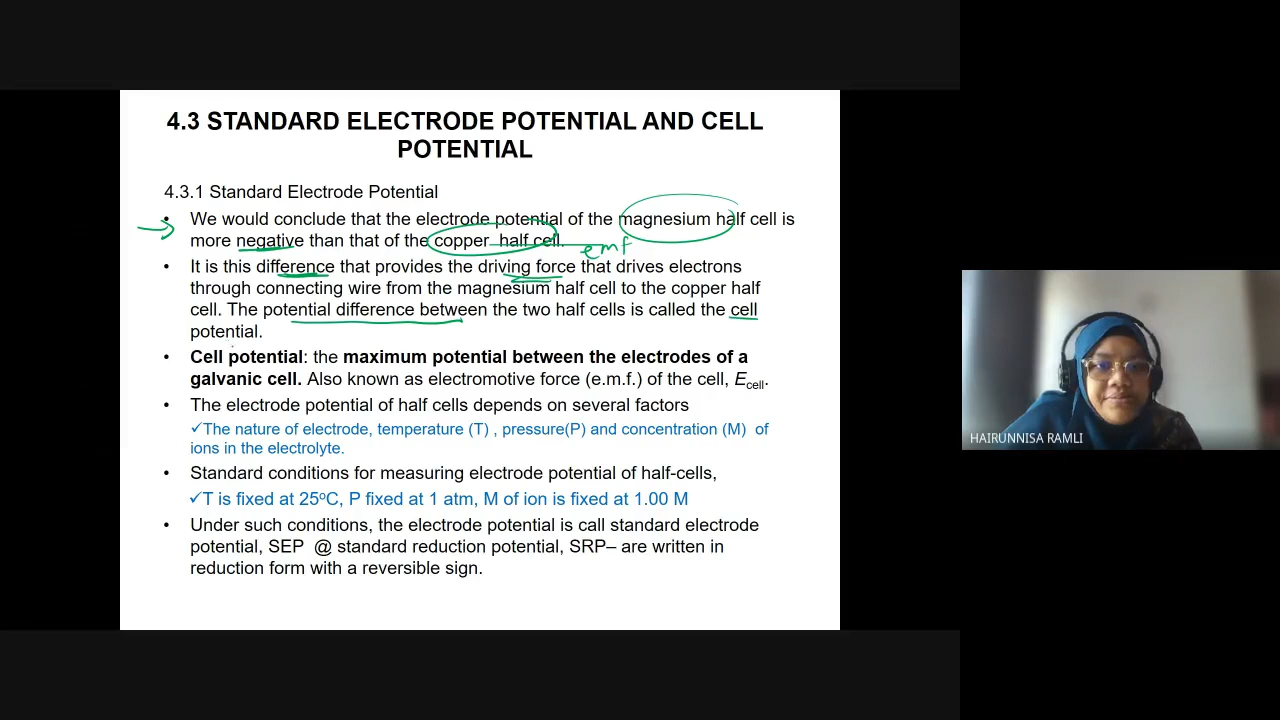 4.3 STANDARD ELECTRODE POTENTIAL AND CELL
POTENTIAL
4.3.1 Standard Electrode Potential
• We would conclude that the electrode potential of the magnesium half cell is
more negative than that of the copper half cell.
emf
• It is this difference that provides the driving force that drives electrons
through connecting wire from the magnesium half cell to the copper half
cell. The potential difference between the two half cells is called the cell
potential.
• Cell potential: the maximum potential between the electrodes of a
galvanic cell. Also known as electromotive force (e.m.f.) of the cell, Ecell.
• The electrode potential of half cells depends on several factors
✓The nature of electrode, temperature (T) , pressure(P) and concentration (M) of
ions in the electrolyte.
• Standard conditions for measuring electrode potential of half-cells,
✓T is fixed at 25oC, P fixed at 1 atm, M of ion is fixed at 1.00 M
• Under such conditions, the electrode potential is call standard electrode
potential, SEP @ standard reduction potential, SRP– are written in
reduction form with a reversible sign.
HAIRUNNISA RAMLI